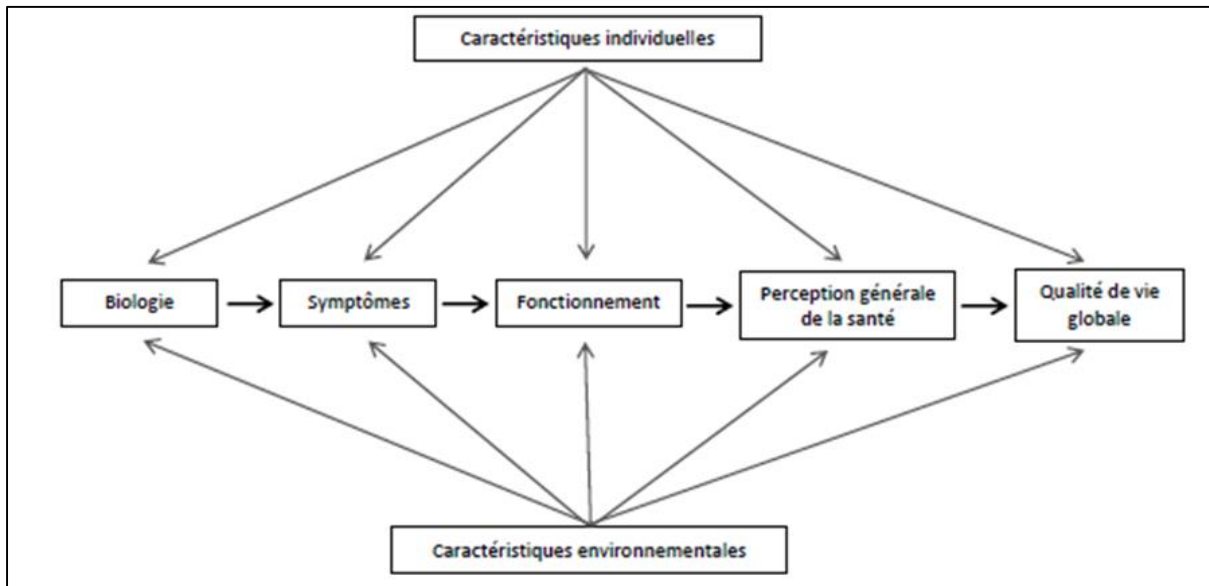 Caractéristiques individuelles
Biologie
Symptômes
Fonctionnement
Perception générale
de la santé
Qualité de vie
globale
Caractéristiques environnementales